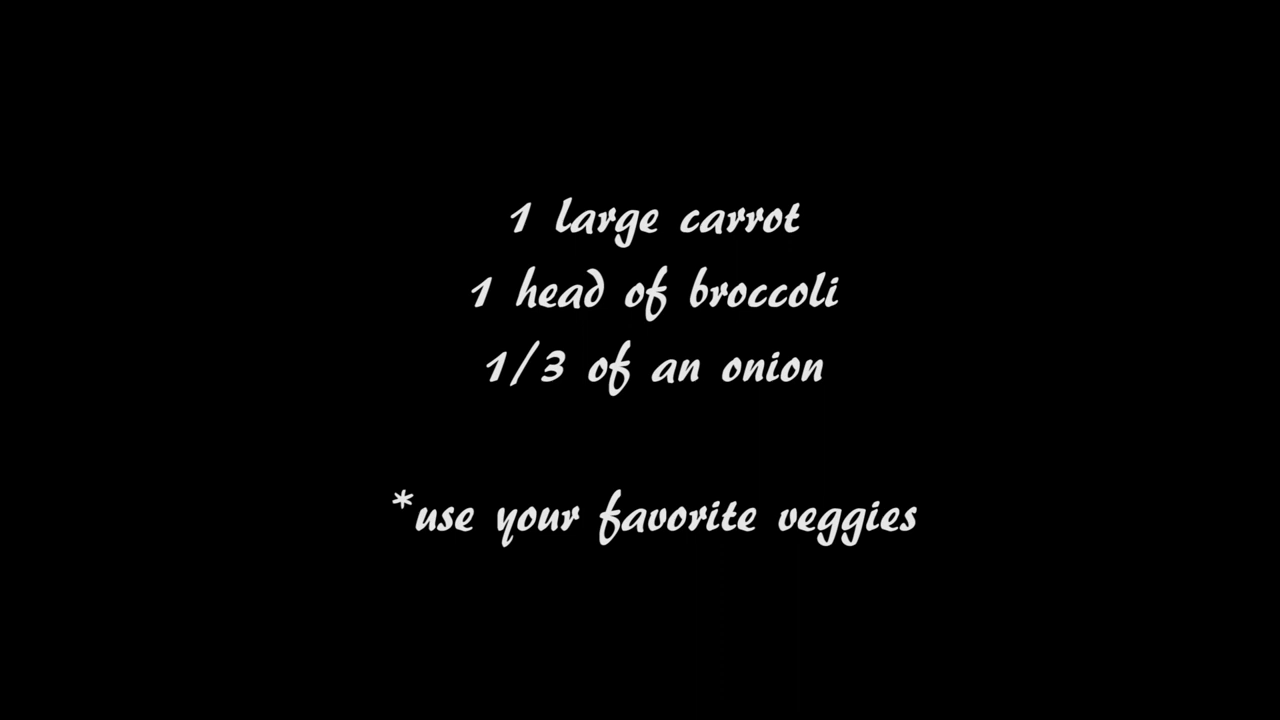 1 large carrot
1 head of broccoli
1/3 of an onion
*use your favorite veggies